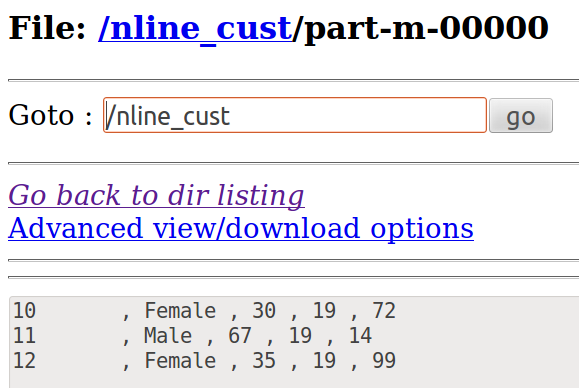 File: /nline_cust/part-m-00000
Goto : /nline_cust go
Go back to dir listing
Advanced view/download options
10 , Female , 30 , 19 , 72
11 , Male , 67 , 19 , 14
12 , Female , 35 , 19 , 99